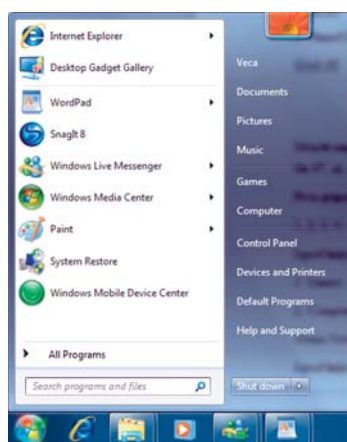 Internet Explorer
Desktop Gadget Gallery
WordPad
SnagIt 8
Windows Live Messenger
Windows Media Center
Paint
System Restore
Windows Mobile Device Center
All Programs
Search programs and files
Veca
Documents
Pictures
Music
Games
Computer
Control Panel
Devices and Printers
Default Programs
Help and Support
Shut down